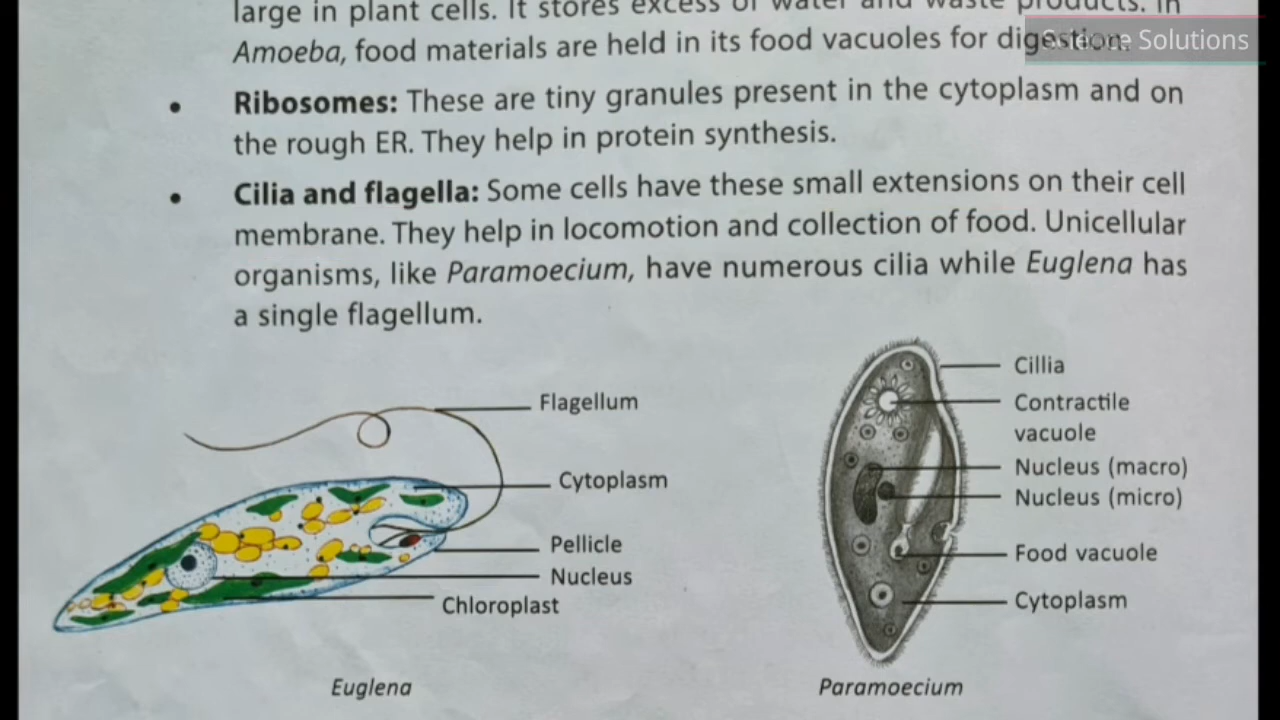 large in plant cells. It stores excess of water and waste products. In
Amoeba, food materials are held in its food vacuoles for digestion.
Science Solutions
• Ribosomes: These are tiny granules present in the cytoplasm and on
the rough ER. They help in protein synthesis.
• Cilia and flagella: Some cells have these small extensions on their cell
membrane. They help in locomotion and collection of food. Unicellular
organisms, like Paramoecium, have numerous cilia while Euglena has
a single flagellum.
Flagellum
Cytoplasm
Pellicle
Nucleus
Chloroplast
Euglena
Cillia
Contractile
vacuole
Nucleus (macro)
Nucleus (micro)
Food vacuole
Cytoplasm
Paramoecium